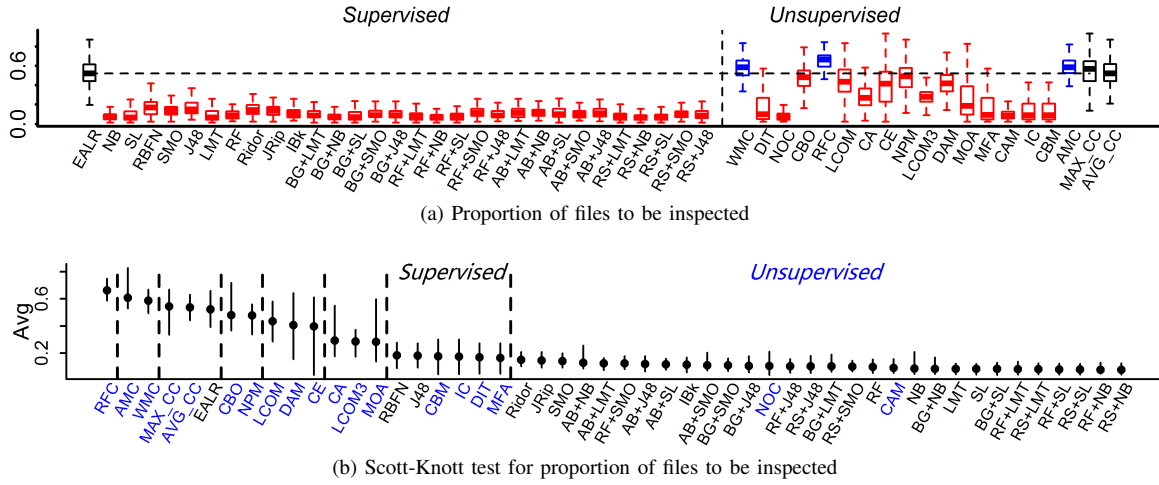 Supervised
Unsupervised
0.6
0.0
EALR
NB
SL
RBFN
SMO
J48
LMT
RF
Ridor
JRip
IBk
BG+LMT
BG+NB
BG+SL
BG+SMO
BG+J48
RF+LMT
RF+NB
RF+SL
RF+SMO
RF+J48
AB+LMT
AB+NB
AB+SL
AB+SMO
AB+J48
RS+LMT
RS+NB
RS+SL
RS+SMO
RS+J48
WMC
DIT
NOC
CBO
RFC
LCOM
CA
CE
NPM
LCOM3
DAM
MOA
MFA
CAM
IC
CBM
AMC
MAX_CC
AVG_CC
(a) Proportion of files to be inspected
Supervised
Unsupervised
Avg
0.6
0.2
RFC
AMC
WMC
MAX_CC
AVG_CC
EALR
CBO
NPM
LCOM
DAM
CE
CA
LCOM3
MOA
RBFN
J48
CBM
IC
DIT
MFA
Ridor
JRip
SMO
AB+NB
AB+LMT
RF+SMO
AB+J48
AB+SL
IBk
AB+SMO
BG+SMO
BG+J48
NOC
RF+J48
RS+J48
BG+LMT
RS+SMO
RF
CAM
NB
BG+NB
LMT
SL
BG+SL
RF+LMT
RS+LMT
RF+SL
RS+SL
RF+NB
RS+NB
(b) Scott-Knott test for proportion of files to be inspected